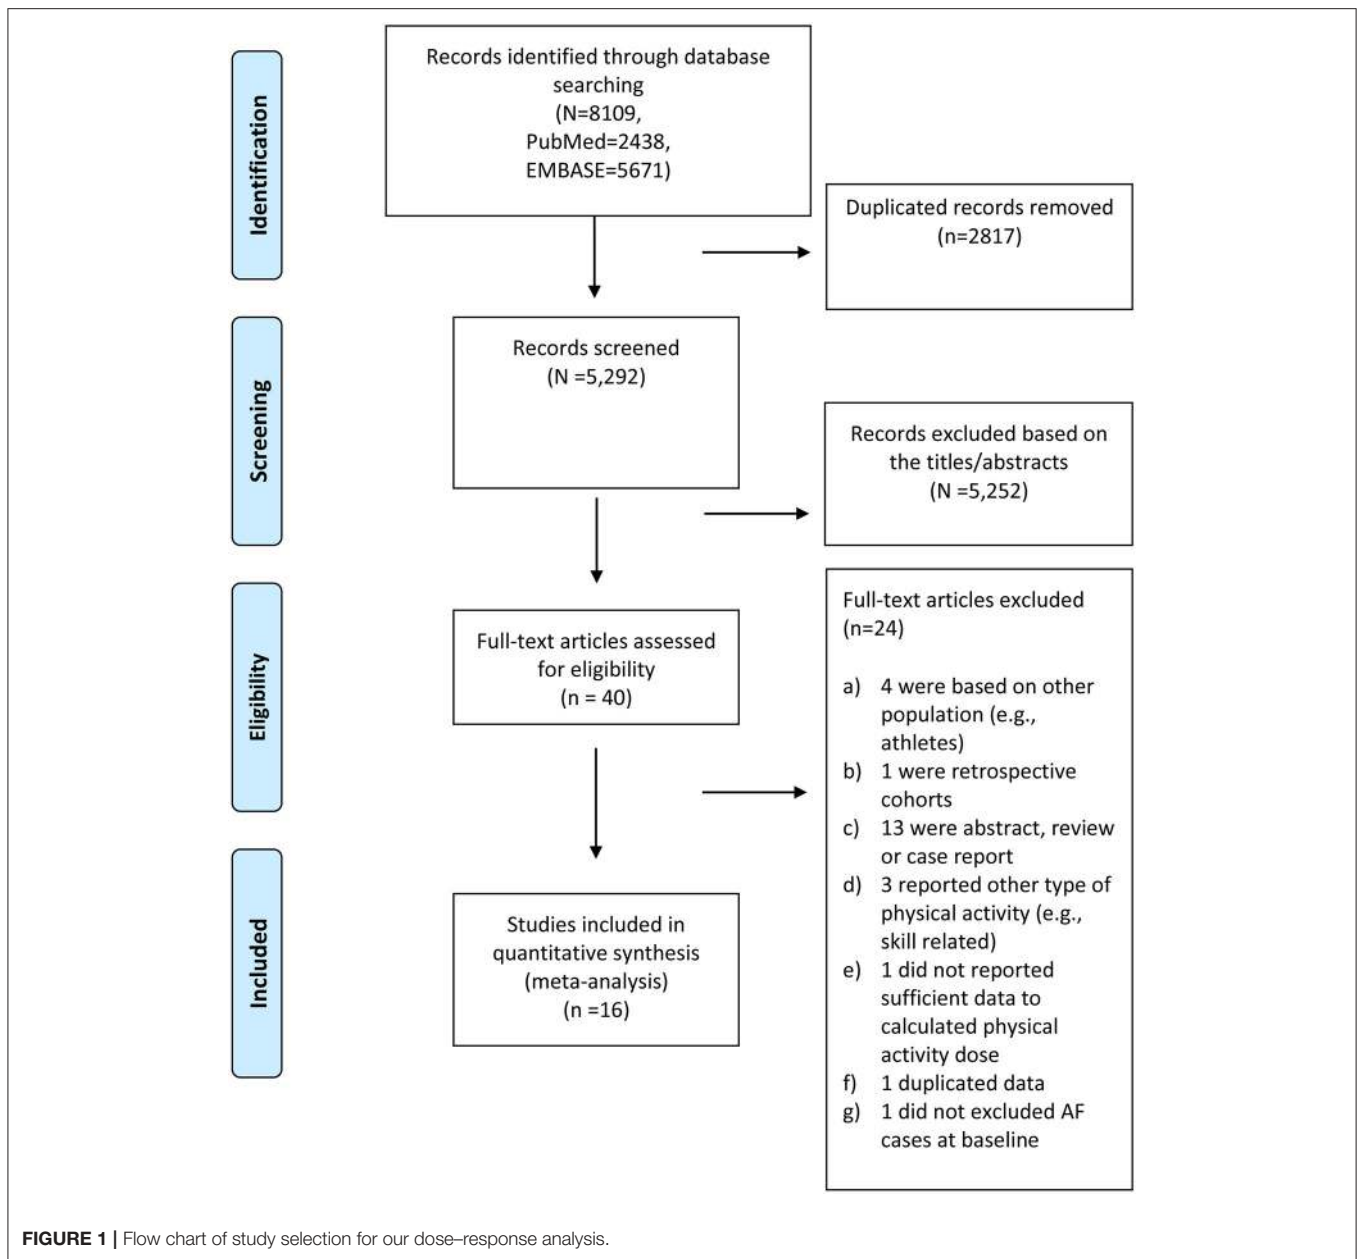 Identification
Records identified through database
searching
(N=8109,
PubMed=2438,
EMBASE=5671)
Duplicated records removed
(n=2817)
Screening
Records screened
(N =5,292)
Records excluded based on
the titles/abstracts
(N =5,252)
Eligibility
Full-text articles assessed
for eligibility
(n = 40)
Full-text articles excluded
(n=24)
a) 4 were based on other
population (e.g.,
athletes)
b) 1 were retrospective
cohorts
c) 13 were abstract, review
or case report
d) 3 reported other type of
physical activity (e.g.,
skill related)
e) 1 did not reported
sufficient data to
calculated physical
activity dose
f) 1 duplicated data
g) 1 did not excluded AF
cases at baseline
Included
Studies included in
quantitative synthesis
(meta-analysis)
(n =16)
FIGURE 1 | Flow chart of study selection for our dose–response analysis.